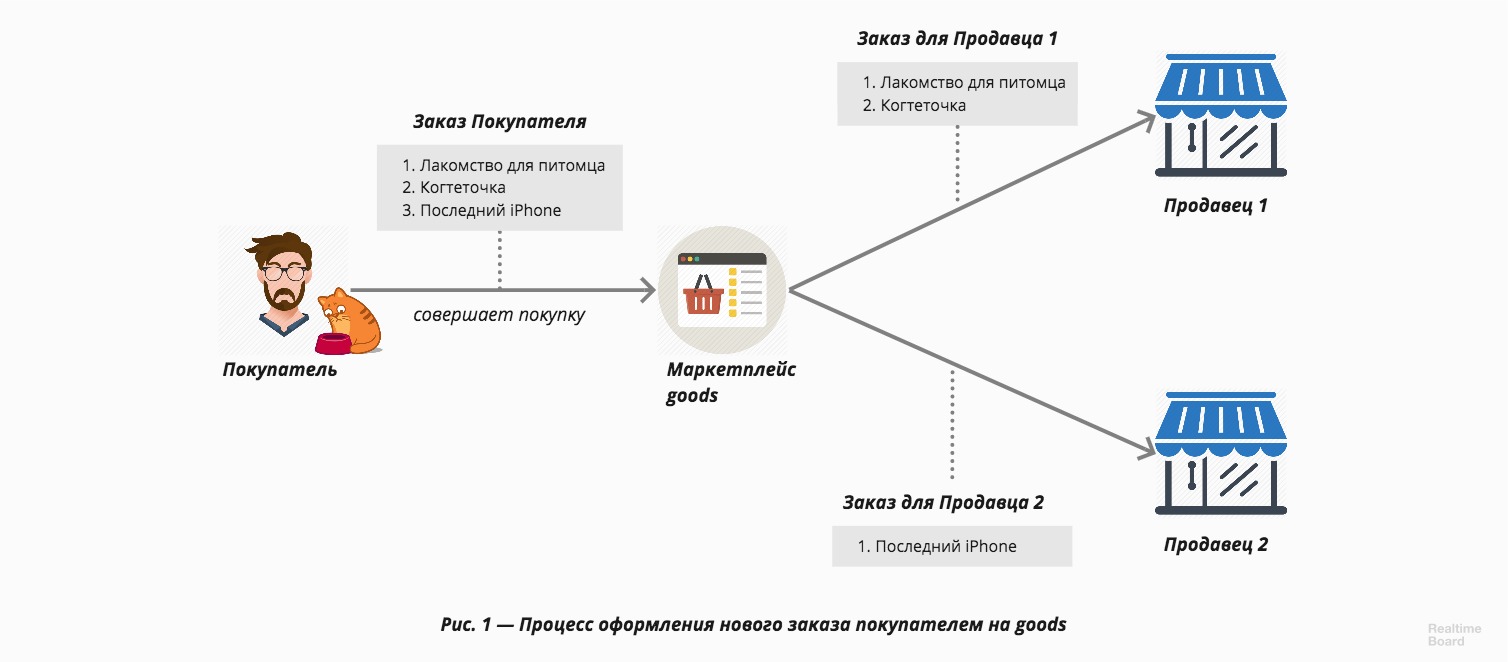 Заказ для Продавца 1
1. Лакомство для питомца
2. Когтеточка
Заказ Покупателя
1. Лакомство для питомца
2. Когтеточка
3. Последний iPhone
Продавец 1
совершает покупку
Покупатель
Маркетплейс
goods
Заказ для Продавца 2
1. Последний iPhone
Продавец 2
Рис. 1 — Процесс оформления нового заказа покупателем на goods
Realtime
Board